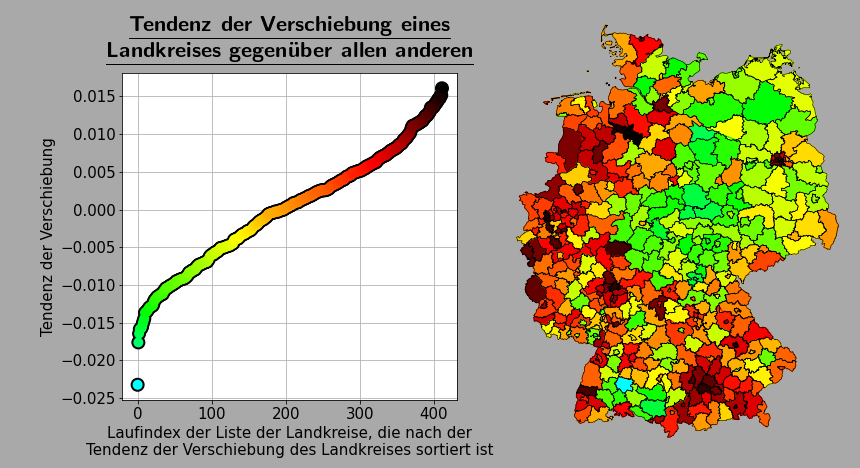 Tendenz der Verschiebung eines
Landkreises gegenüber allen anderen
Tendenz der Verschiebung
0.015
0.010
0.005
0.000
−0.005
−0.010
−0.015
−0.020
−0.025
0 100 200 300 400
Laufindex der Liste der Landkreise, die nach der
Tendenz der Verschiebung des Landkreises sortiert ist